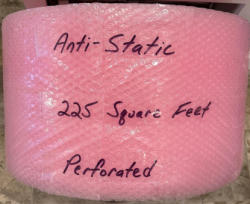 Anti-Static
225 Square Feet
Perforated